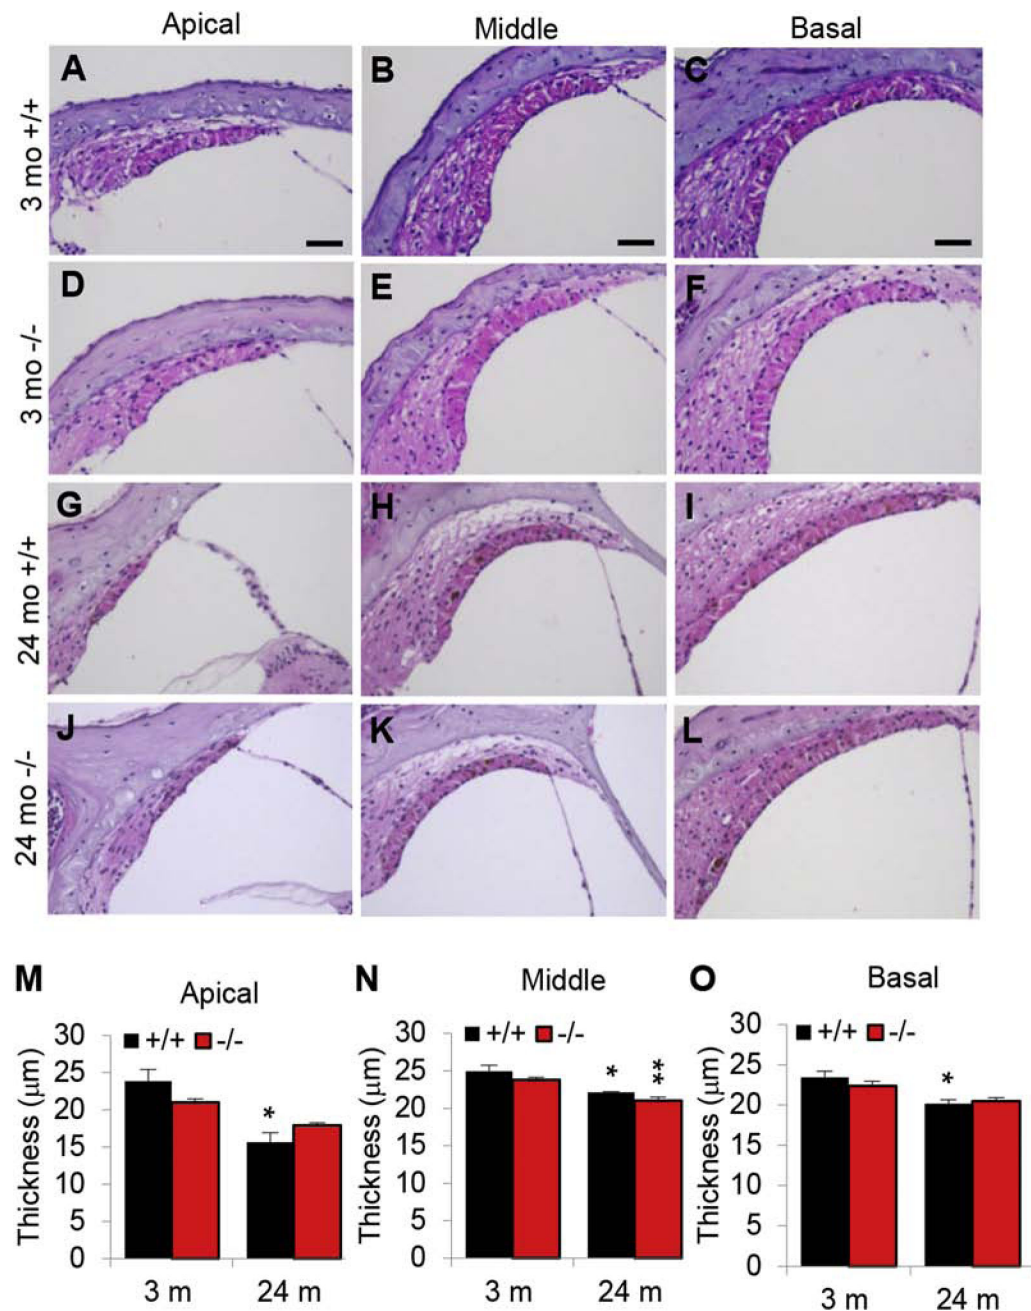 Apical Middle Basal
3 mo +/+
A B C
3 mo -/-
D E F
24 mo +/+
G H I
24 mo -/-
J K L
M Apical
Thickness (μm)
30
25
20
15
10
5
0
+/+ -/-
*
3 m 24 m
N Middle
Thickness (μm)
30
25
20
15
10
5
0
+/+ -/-
* **
3 m 24 m
O Basal
Thickness (μm)
30
25
20
15
10
5
0
+/+ -/-
*
3 m 24 m